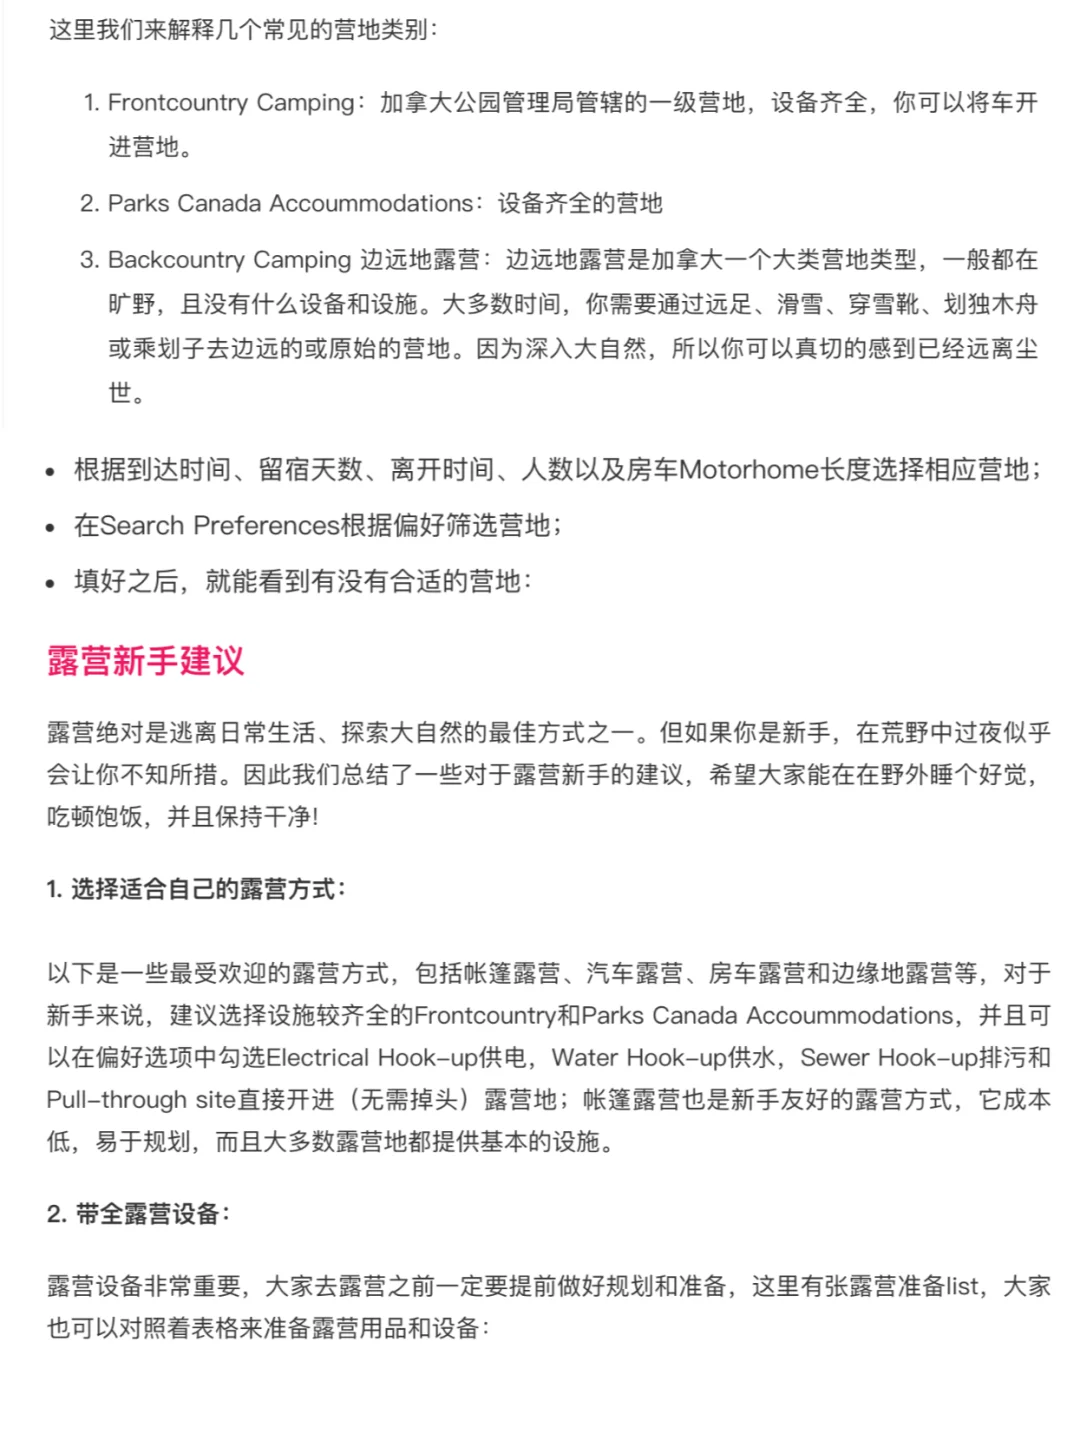 这里我们来解释几个常见的营地类别：
1. Frontcountry Camping：加拿大公园管理局管辖的一级营地，设备齐全，你可以将车开
进营地。
2. Parks Canada Accoummodations：设备齐全的营地
3. Backcountry Camping 边远地露营：边远地露营是加拿大一个大类营地类型，一般都在
旷野，且没有什么设备和设施。大多数时间，你需要通过远足、滑雪、穿雪靴、划独木舟
或乘划子去边远的或原始的营地。因为深入大自然，所以你可以真切的感到已经远离尘
世。
• 根据到达时间、留宿天数、离开时间、人数以及房车Motorhome长度选择相应营地；
• 在Search Preferences根据偏好筛选营地；
• 填好之后，就能看到有没有合适的营地：
露营新手建议
露营绝对是逃离日常生活、探索大自然的最佳方式之一。但如果你是新手，在荒野中过夜似乎
会让你不知所措。因此我们总结了一些对于露营新手的建议，希望大家能在在野外睡个好觉，
吃顿饱饭，并且保持干净!
1. 选择适合自己的露营方式：
以下是一些最受欢迎的露营方式，包括帐篷露营、汽车露营、房车露营和边缘地露营等，对于
新手来说，建议选择设施较齐全的Frontcountry和Parks Canada Accoummodations，并且可
以在偏好选项中勾选Electrical Hook-up供电，Water Hook-up供水，Sewer Hook-up排污和
Pull-through site直接开进（无需掉头）露营地；帐篷露营也是新手友好的露营方式，它成本
低，易于规划，而且大多数露营地都提供基本的设施。
2. 带全露营设备：
露营设备非常重要，大家去露营之前一定要提前做好规划和准备，这里有张露营准备list，大家
也可以对照着表格来准备露营用品和设备：